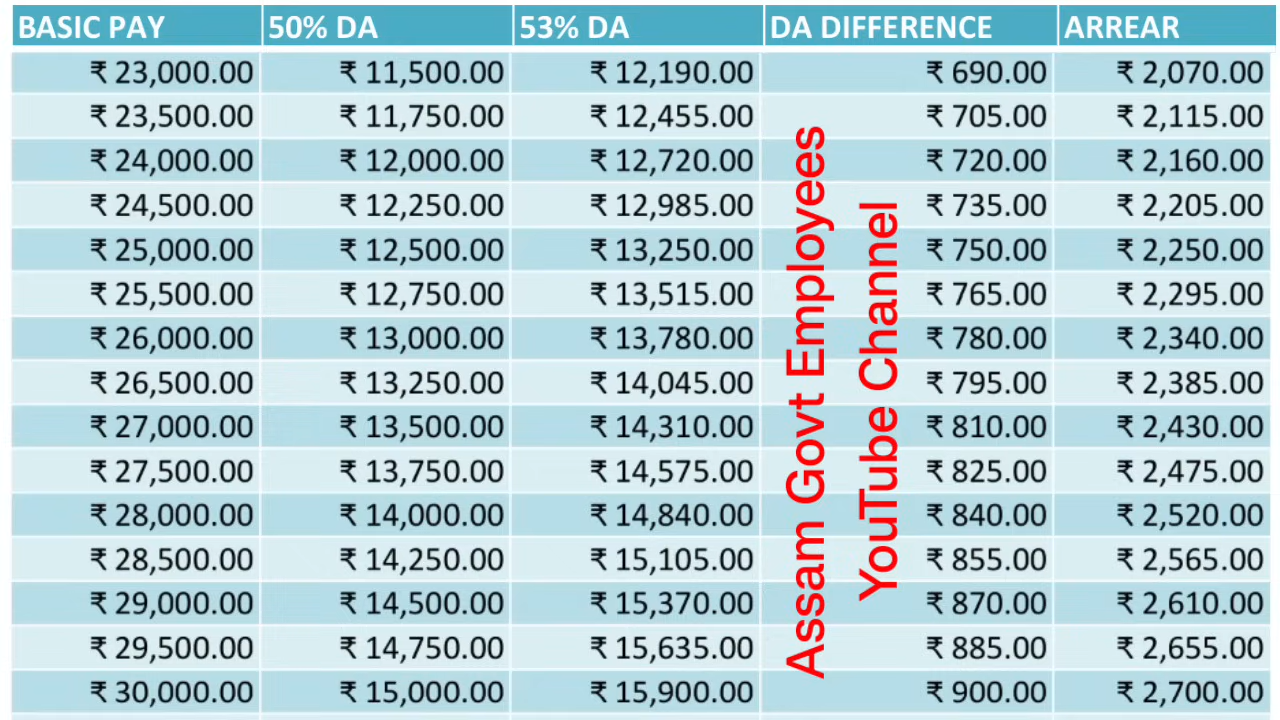 BASIC PAY 50% DA 53% DA DA DIFFERENCE ARREAR
₹ 23,000.00 ₹ 11,500.00 ₹ 12,190.00 ₹ 690.00 ₹ 2,070.00
₹ 23,500.00 ₹ 11,750.00 ₹ 12,455.00 ₹ 705.00 ₹ 2,115.00
₹ 24,000.00 ₹ 12,000.00 ₹ 12,720.00 ₹ 720.00 ₹ 2,160.00
₹ 24,500.00 ₹ 12,250.00 ₹ 12,985.00 ₹ 735.00 ₹ 2,205.00
₹ 25,000.00 ₹ 12,500.00 ₹ 13,250.00 ₹ 750.00 ₹ 2,250.00
₹ 25,500.00 ₹ 12,750.00 ₹ 13,515.00 ₹ 765.00 ₹ 2,295.00
₹ 26,000.00 ₹ 13,000.00 ₹ 13,780.00 ₹ 780.00 ₹ 2,340.00
₹ 26,500.00 ₹ 13,250.00 ₹ 14,045.00 ₹ 795.00 ₹ 2,385.00
₹ 27,000.00 ₹ 13,500.00 ₹ 14,310.00 ₹ 810.00 ₹ 2,430.00
₹ 27,500.00 ₹ 13,750.00 ₹ 14,575.00 ₹ 825.00 ₹ 2,475.00
₹ 28,000.00 ₹ 14,000.00 ₹ 14,840.00 ₹ 840.00 ₹ 2,520.00
₹ 28,500.00 ₹ 14,250.00 ₹ 15,105.00 ₹ 855.00 ₹ 2,565.00
₹ 29,000.00 ₹ 14,500.00 ₹ 15,370.00 ₹ 870.00 ₹ 2,610.00
₹ 29,500.00 ₹ 14,750.00 ₹ 15,635.00 ₹ 885.00 ₹ 2,655.00
₹ 30,000.00 ₹ 15,000.00 ₹ 15,900.00 ₹ 900.00 ₹ 2,700.00
Assam Govt Employees
YouTube Channel